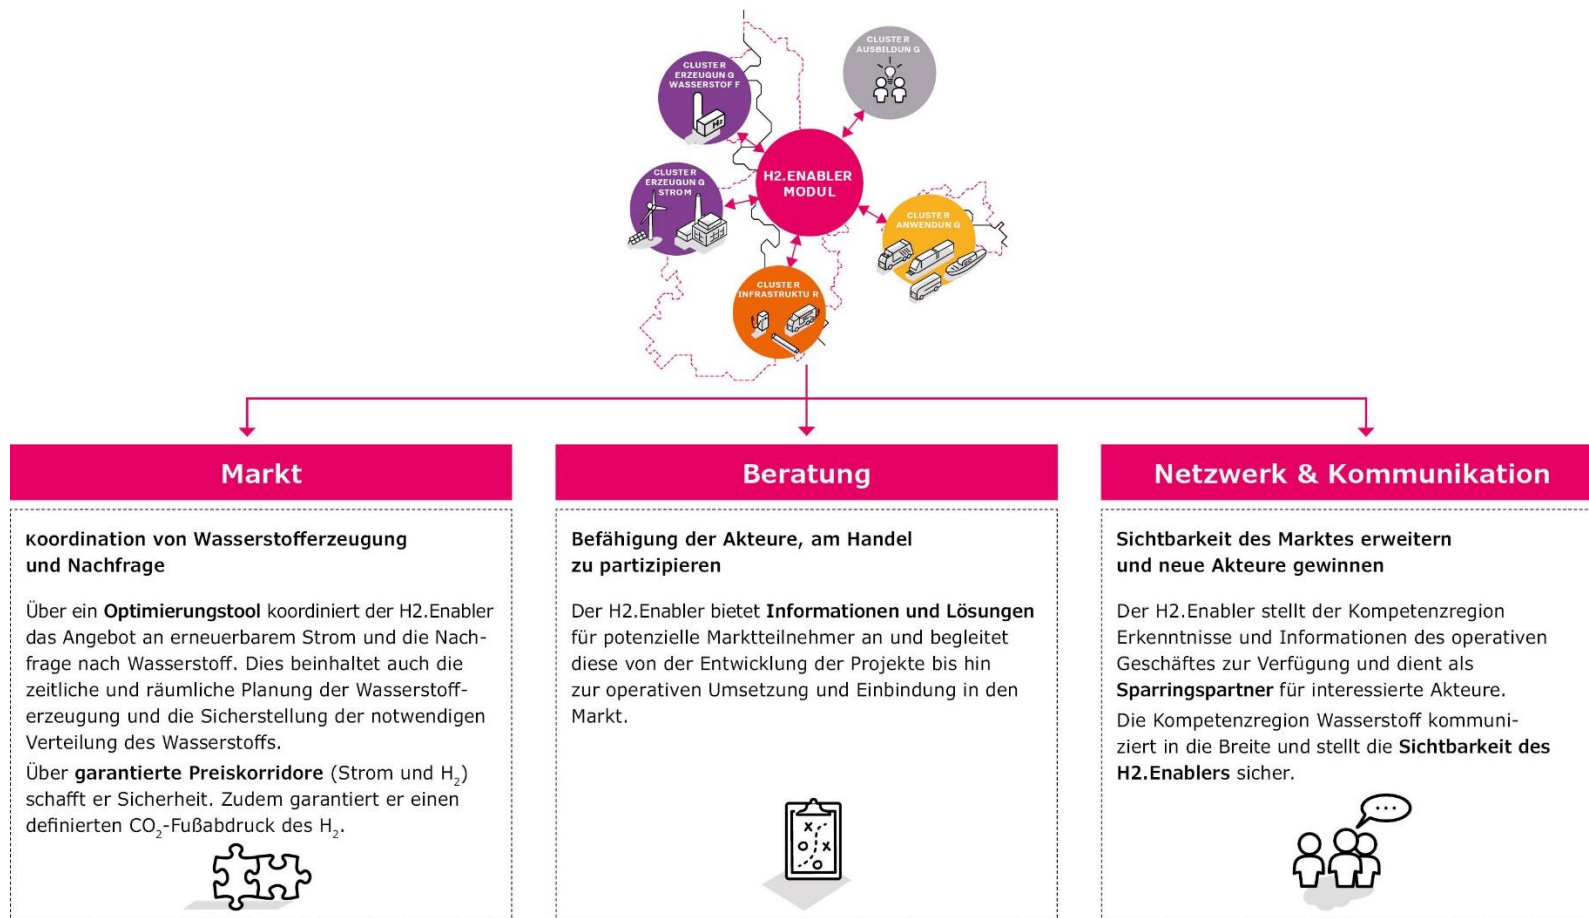 CLUSTER
AUSBILDUNG
CLUSTER
ERZEUGUNG
WASSERSTOFF
H2
CLUSTER
ERZEUGUNG
STROM
H2.ENABLER
MODUL
CLUSTER
ANWENDUNG
CLUSTER
INFRASTRUKTUR
Markt
Koordination von Wasserstofferzeugung
und Nachfrage
Über ein Optimierungstool koordiniert der H2.Enabler
das Angebot an erneuerbarem Strom und die Nach-
frage nach Wasserstoff. Dies beinhaltet auch die
zeitliche und räumliche Planung der Wasserstoff-
erzeugung und die Sicherstellung der notwendigen
Verteilung des Wasserstoffs.
Über garantierte Preiskorridore (Strom und H₂)
schafft er Sicherheit. Zudem garantiert er einen
definierten CO₂-Fußabdruck des H₂.
Beratung
Befähigung der Akteure, am Handel
zu partizipieren
Der H2.Enabler bietet Informationen und Lösungen
für potenzielle Marktteilnehmer an und begleitet
diese von der Entwicklung der Projekte bis hin
zur operativen Umsetzung und Einbindung in den
Markt.
Netzwerk & Kommunikation
Sichtbarkeit des Marktes erweitern
und neue Akteure gewinnen
Der H2.Enabler stellt der Kompetenzregion
Erkenntnisse und Informationen des operativen
Geschäftes zur Verfügung und dient als
Sparringspartner für interessierte Akteure.
Die Kompetenzregion Wasserstoff kommuni-
ziert in die Breite und stellt die Sichtbarkeit des
H2.Enablers sicher.